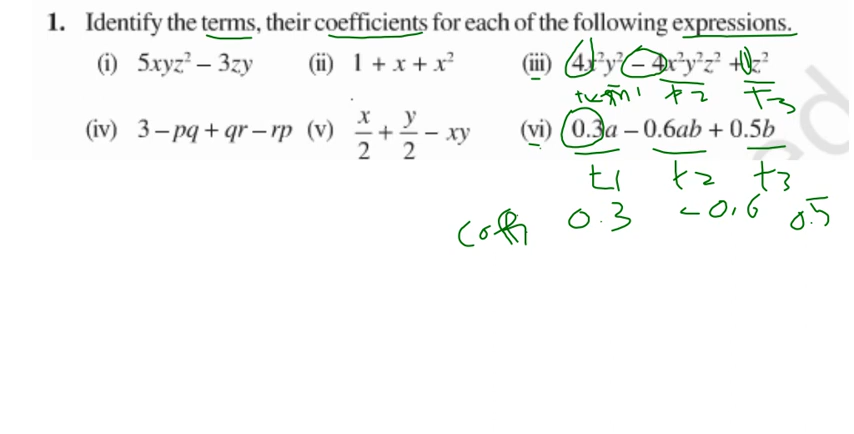 1. Identify the terms, their coefficients for each of the following expressions.
(i) 5xyz² – 3zy (ii) 1 + x + x² (iii) 4x²y² – 4x²y²z² + z²
(iv) 3 – pq + qr – rp (v) x/2 + y/2 – xy (vi) 0.3a – 0.6ab + 0.5b
term1 t2 T3
t1 t2 t3
coff 0.3 -0.6 0.5